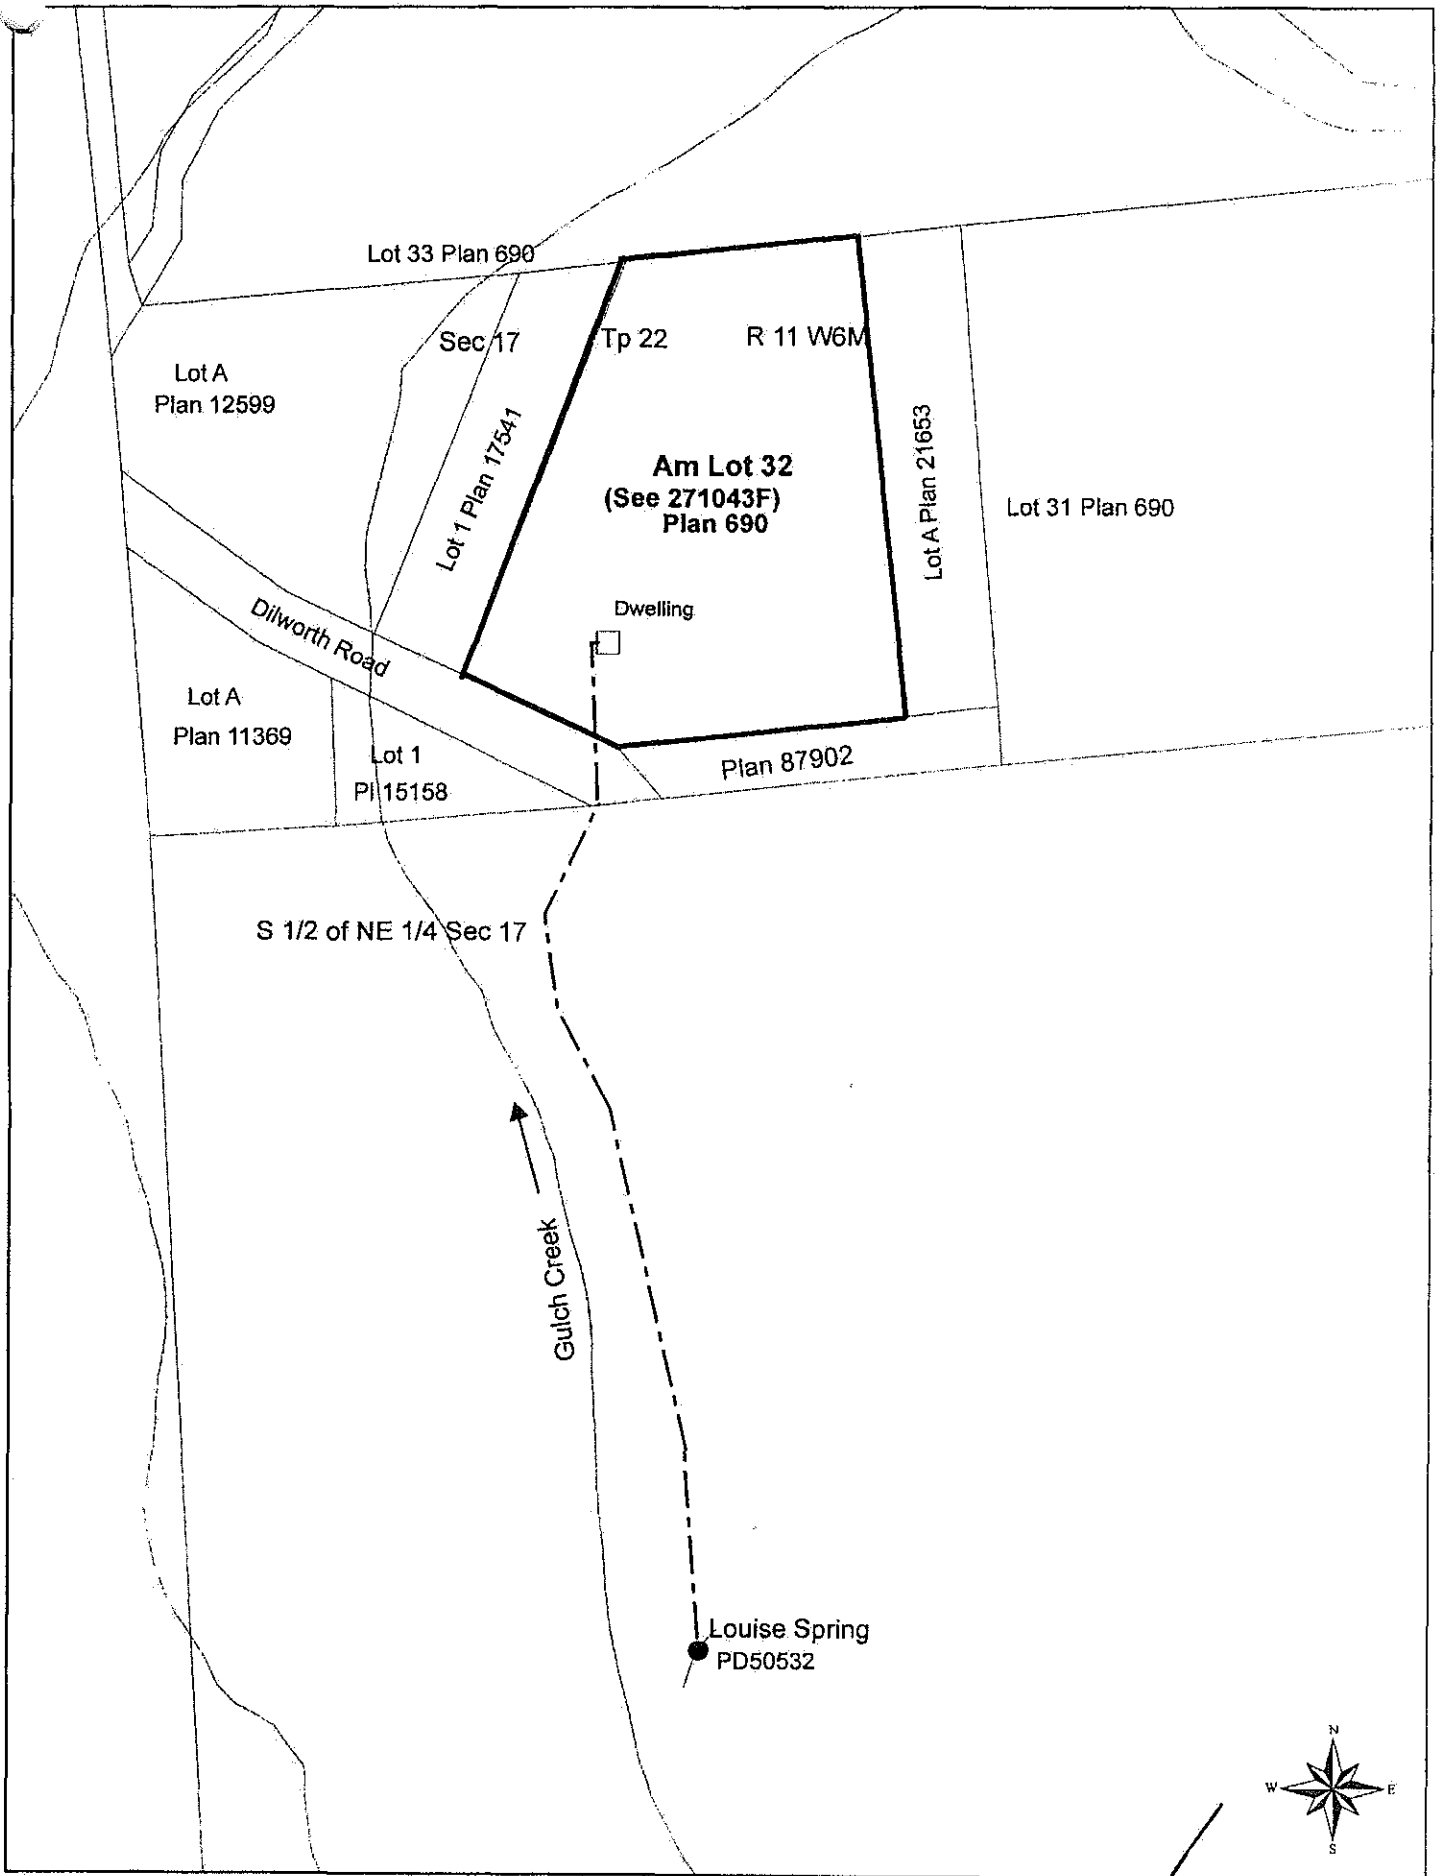 Lot 33 Plan 690
Sec 17
Tp 22
R 11 W6M
Lot A
Plan 12599
Lot 1 Plan 17541
Am Lot 32
(See 271043F)
Plan 690
Lot A Plan 21653
Lot 31 Plan 690
Dwelling
Dilworth Road
Lot A
Plan 11369
Lot 1
Pl 15158
Plan 87902
S 1/2 of NE 1/4 Sec 17
Gulch Creek
Louise Spring
PD50532
N
W
E
S